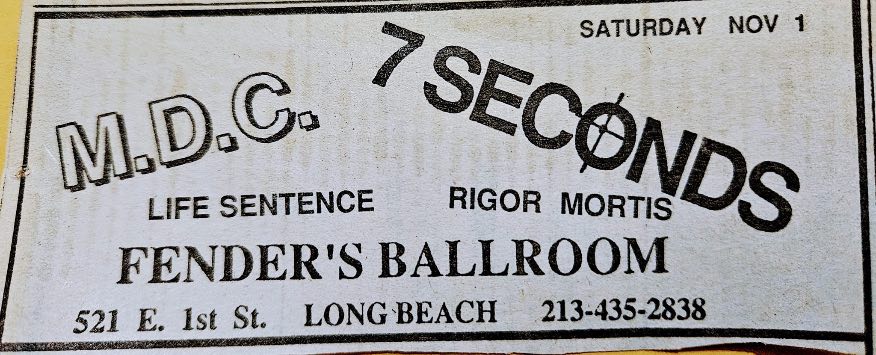 SATURDAY NOV 1
M.D.C. 7 SECONDS
LIFE SENTENCE RIGOR MORTIS
FENDER'S BALLROOM
521 E. 1st St. LONG BEACH 213-435-2838